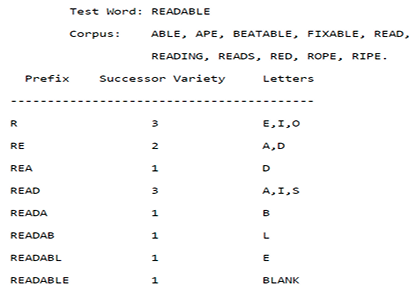 Test Word: READABLE
Corpus: ABLE, APE, BEATABLE, FIXABLE, READ,
READING, READS, RED, ROPE, RIPE.
Prefix Successor Variety Letters
----------------------------------------
R 3 E,I,O
RE 2 A,D
REA 1 D
READ 3 A,I,S
READA 1 B
READAB 1 L
READABL 1 E
READABLE 1 BLANK